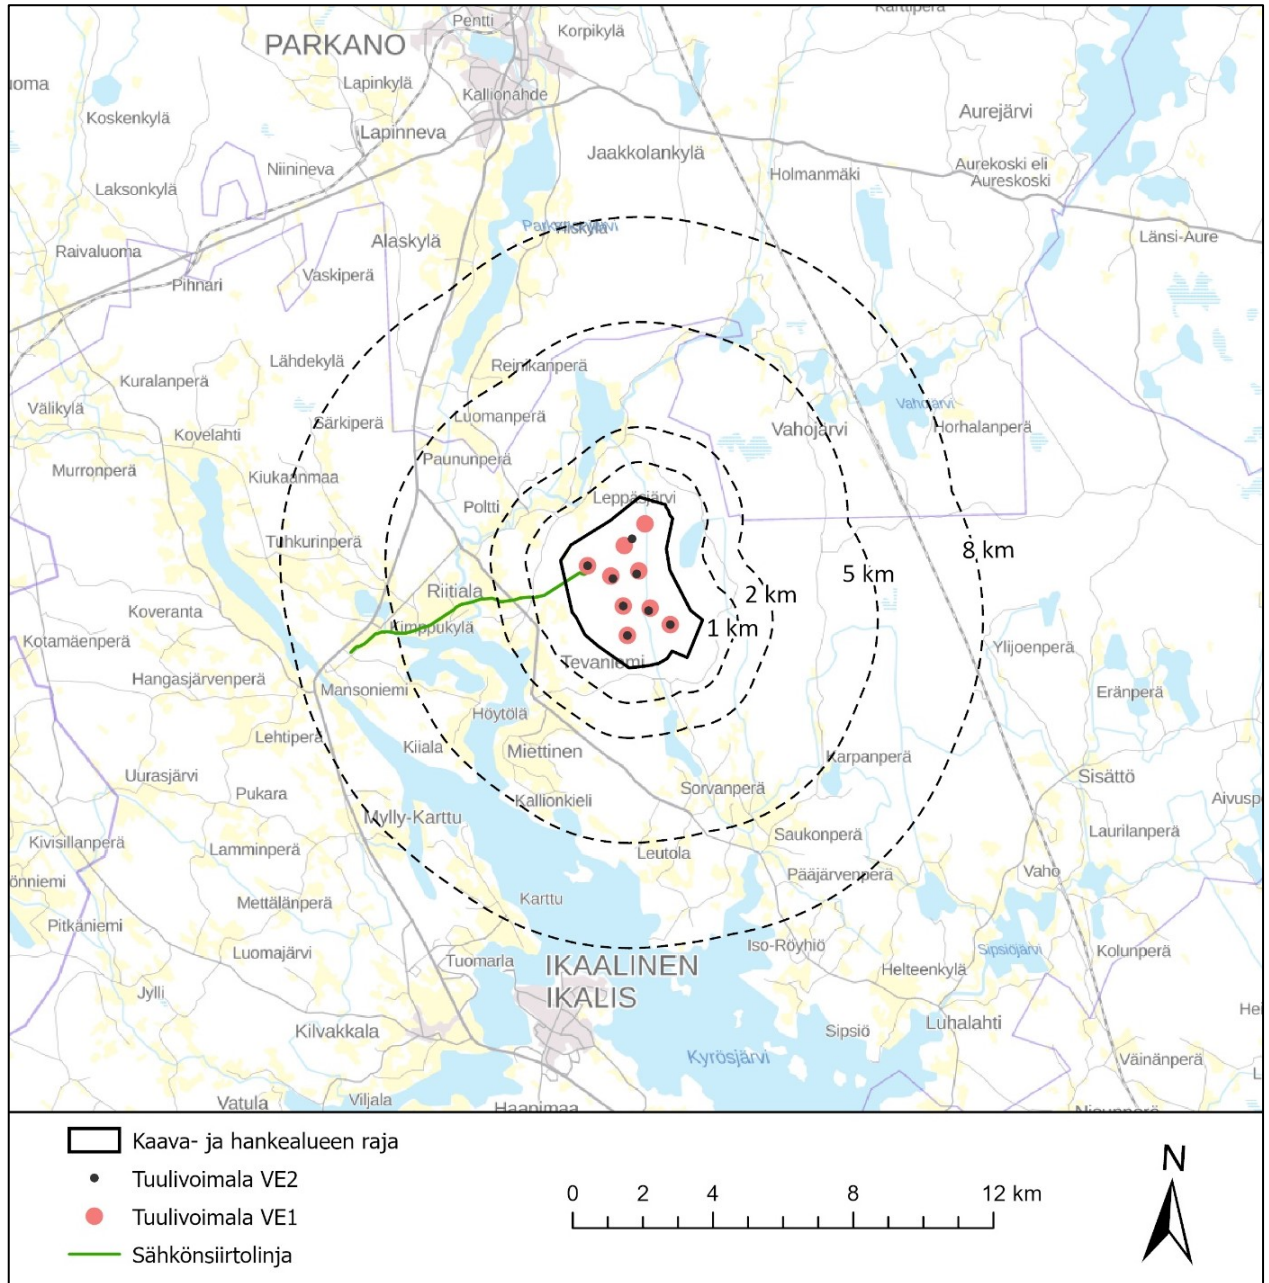 Pentti
Karttiperä
PARKANO
Korpikylä
Lapinkylä
Kallionahde
Koskenkylä
Aurejärvi
Lapinneva
Jaakkolankylä
Niinineva
Holmanmäki
Aurekoski eli
Aureskoski
Laksonkylä
Alaskylä
Länsi-Aure
Raivaluoma
Vaskiperä
Pihnari
Lähdekylä
Reinikanperä
Kuralanperä
Välikylä
Särkiperä
Luomanperä
Vahojärvi
Vahojärvi
Horhalanperä
Kovelahti
Murronperä
Paununperä
Kiukaanmaa
Poltti
Leppäsjärvi
Tuhkurinperä
8 km
5 km
2 km
1 km
Riitiala
Koveranta
Kimppukylä
Kotamäenperä
Ylijoenperä
Tevaniemi
Hangasjärvenperä
Mansoniemi
Eränperä
Höytölä
Lehtiperä
Kiiala
Miettinen
Karpanperä
Uurasjärvi
Sisättö
Pukara
Kallionkieli
Sorvanperä
Mylly-Karttu
Saukonperä
Laurilanperä
Kivisillanperä
Lamminperä
Leutola
Pääjärvenperä
Vaho
Karttu
Mettälänperä
Pitkäniemi
Iso-Röyhiö
Luomajärvi
Tuomarla
IKAALINEN
IKALIS
Sipsiöjärvi
Kolunperä
Helteenkylä
Jylli
Kilvakkala
Sipsiö
Luhalahti
Kyrösjärvi
Väinänperä
Vatula
Viljala
Haapimaa
Kaava- ja hankealueen raja
Tuulivoimala VE2
Tuulivoimala VE1
Sähkönsiirtolinja
0 2 4 8 12 km
N